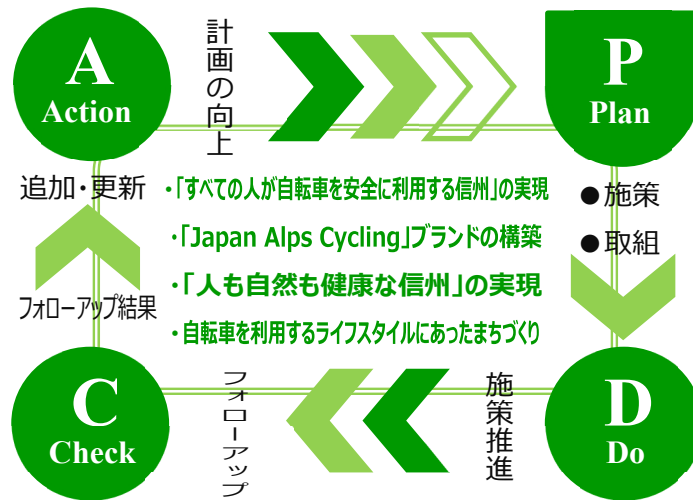 A
Action
計画の向上
P
Plan
追加・更新
・「すべての人が自転車を安全に利用する信州」の実現
・「Japan Alps Cycling」ブランドの構築
・「人も自然も健康な信州」の実現
・自転車を利用するライフスタイルにあったまちづくり
●施策
●取組
フォローアップ結果
C
Check
フォローアップ
施策推進
D
Do